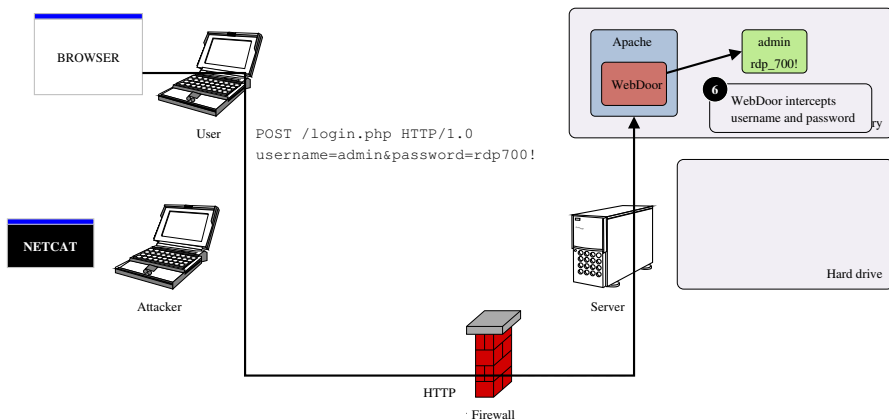 BROWSER
User
POST /login.php HTTP/1.0
username=admin&password=rdp700!
Apache
WebDoor
admin
rdp_700!
6
WebDoor intercepts
username and password
NETCAT
Attacker
Server
Hard drive
HTTP
Firewall